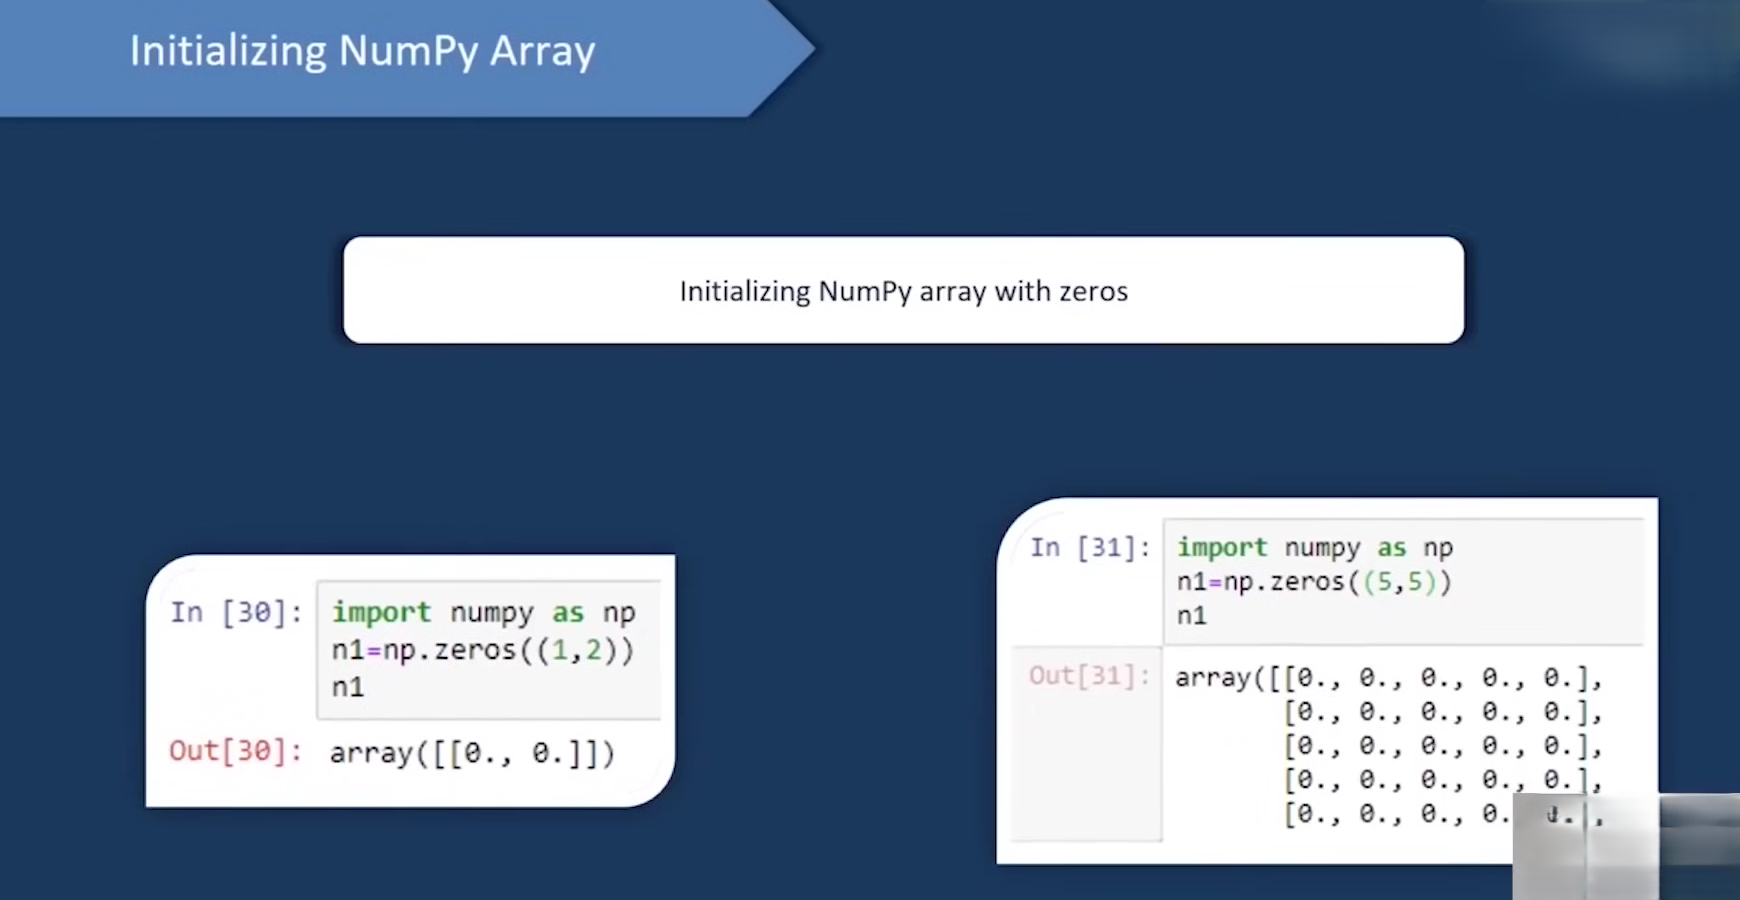 Initializing NumPy Array
Initializing NumPy array with zeros
In [30]: import numpy as np
n1=np.zeros((1,2))
n1
Out[30]: array([[0., 0.]])
In [31]: import numpy as np
n1=np.zeros((5,5))
n1
Out[31]: array([[0., 0., 0., 0., 0.],
[0., 0., 0., 0., 0.],
[0., 0., 0., 0., 0.],
[0., 0., 0., 0., 0.],
[0., 0., 0., 0.